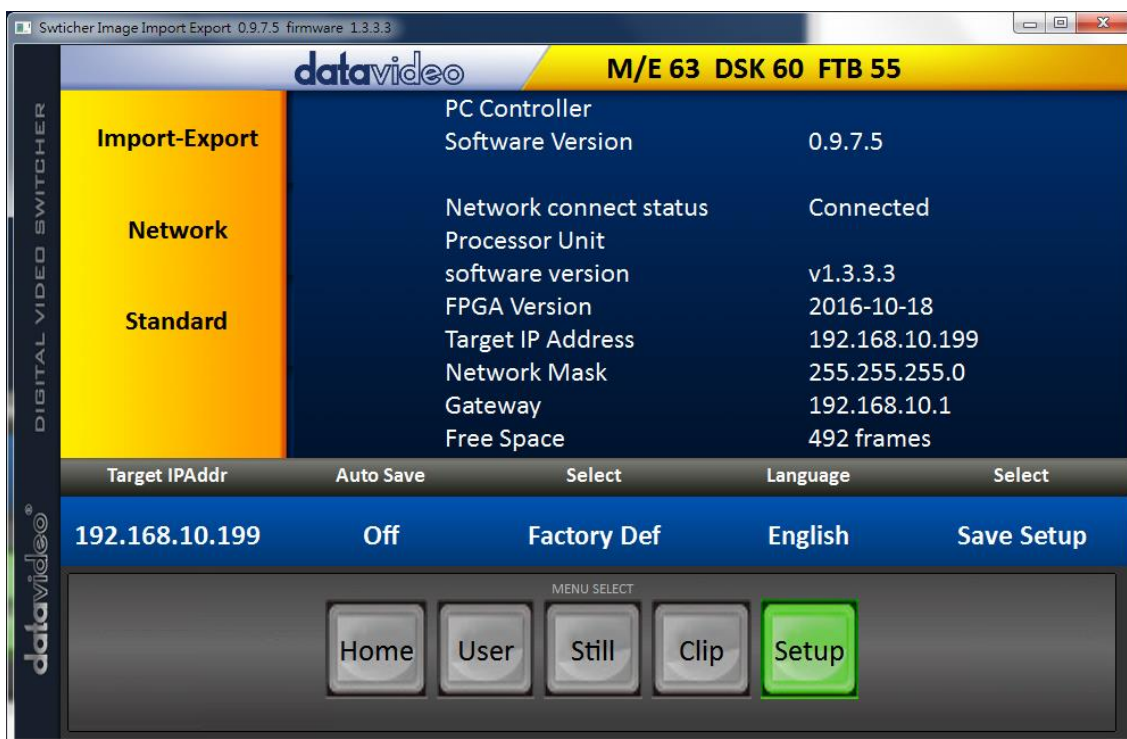 Swticher Image Import Export 0.9.7.5 firmware 1.3.3.3
datavideo M/E 63 DSK 60 FTB 55
DIGITAL VIDEO SWITCHER
datavideo®
Import-Export
Network
Standard
PC Controller
Software Version 0.9.7.5
Network connect status Connected
Processor Unit
software version v1.3.3.3
FPGA Version 2016-10-18
Target IP Address 192.168.10.199
Network Mask 255.255.255.0
Gateway 192.168.10.1
Free Space 492 frames
Target IPAddr Auto Save Select Language Select
192.168.10.199 Off Factory Def English Save Setup
MENU SELECT
Home User Still Clip Setup